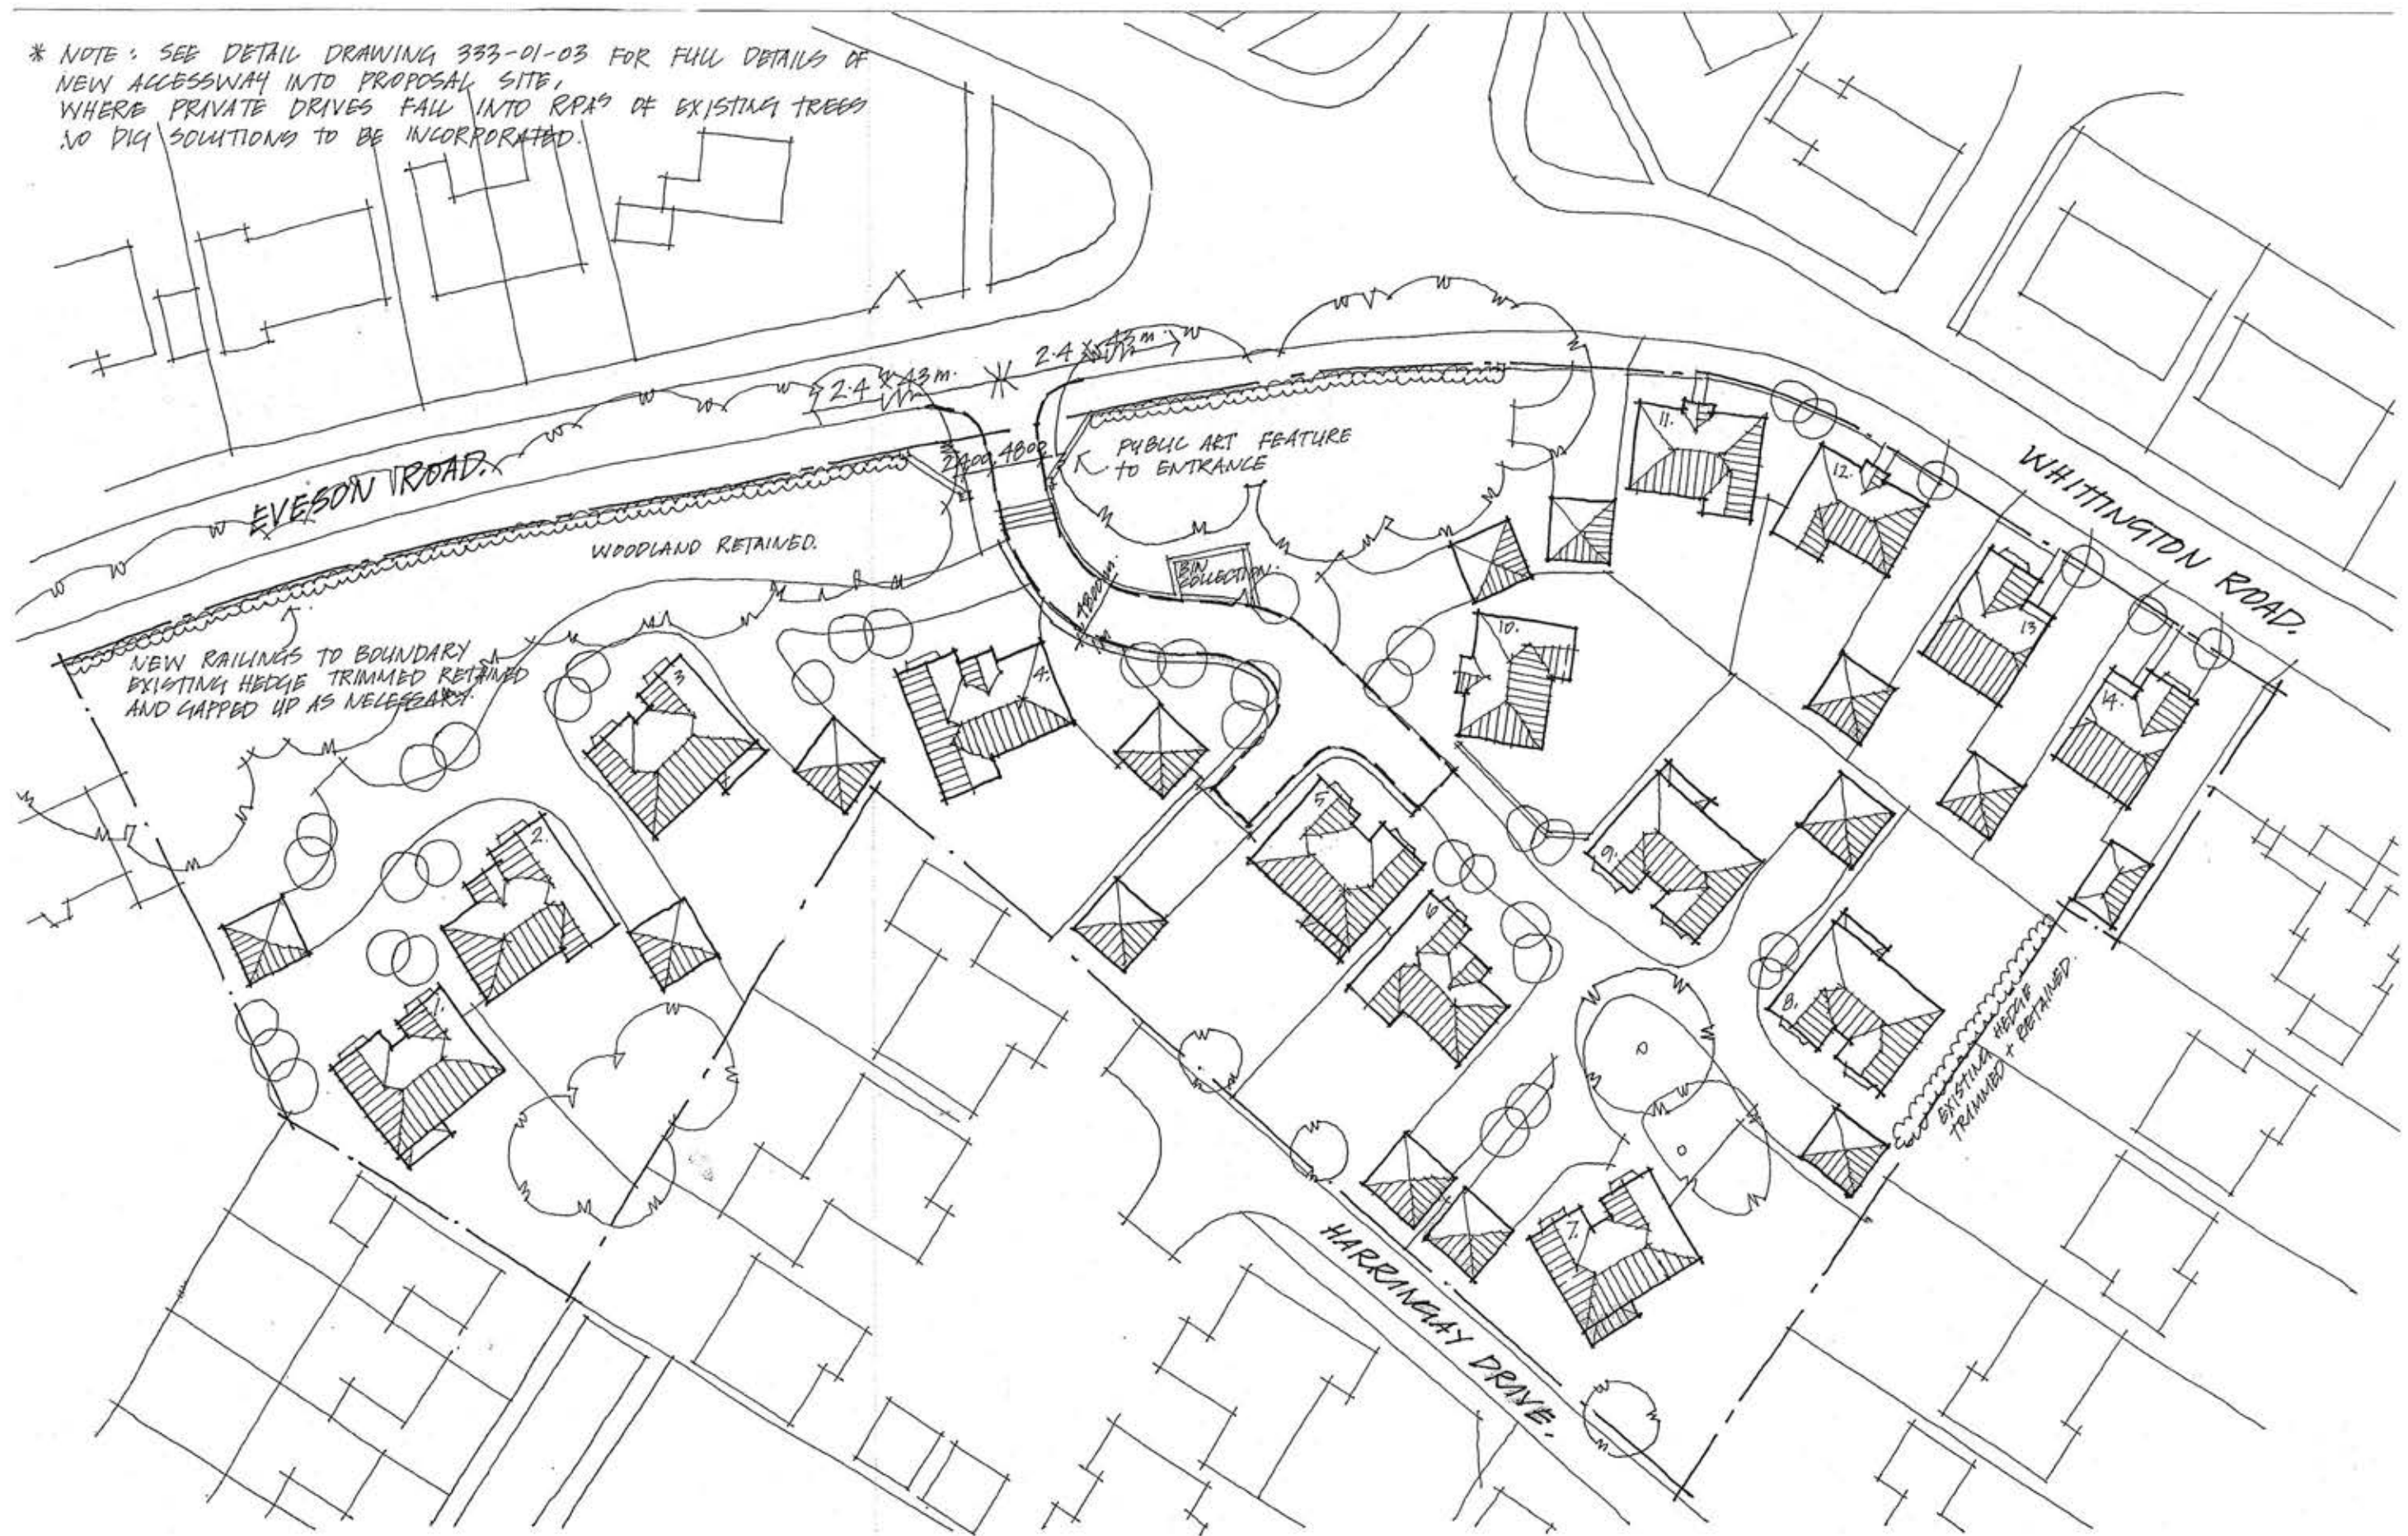 * NOTE: SEE DETAIL DRAWING 333-01-03 FOR FULL DETAILS OF
NEW ACCESSWAY INTO PROPOSAL SITE,
WHERE PRIVATE DRIVES FALL INTO RPAS OF EXISTING TREES
NO DIG SOLUTIONS TO BE INCORPORATED.
2.4 x 43m.
2.4 x 43m.
EVESON ROAD.
2400
4800
PUBLIC ART FEATURE
TO ENTRANCE
WOODLAND RETAINED.
BIN
COLLECTION.
4800
WHITTINGTON ROAD.
NEW RAILINGS TO BOUNDARY
EXISTING HEDGE TRIMMED RETAINED
AND GAPPED UP AS NECESSARY.
11.
12.
13
14.
10.
4.
3
2.
1.
5.
6
9.
8.
7.
EXISTING HEDGE
TRIMMED + RETAINED.
HARRINGAY DRIVE.